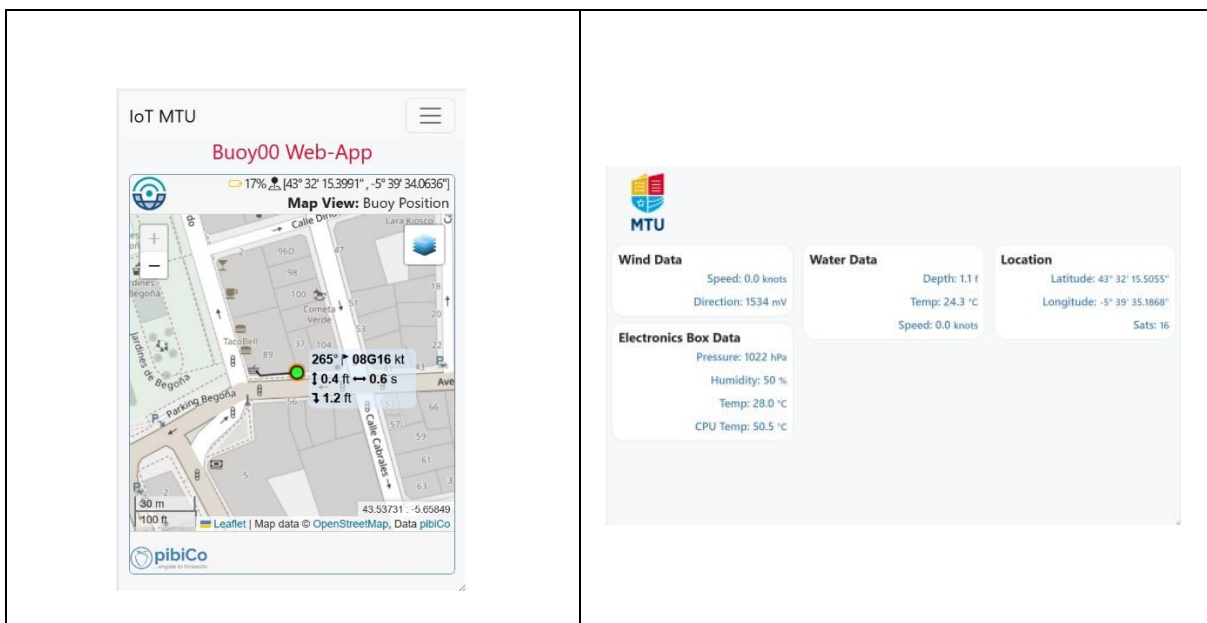 IoT MTU
Buoy00 Web-App
17% [43° 32' 15.3991" , -5° 39' 34.0636"]
Map View: Buoy Position
Lara Kiosco
96D
47
2
98
18
100
51
20
Cometa
Verde
Jardines de Begoña
TacoBell
53
37 104
22
89
265° 08G16 kt
43
P
0.4 ft 0.6 s
1.2 ft
Ave
Parking Begoña
56
66
P
57
Calle Cabrales
59
61
5
63
3
P
30 m
100 ft
43.53731 : -5.65849
Leaflet | Map data © OpenStreetMap, Data pibiCo
pibiCo
MTU
Wind Data
Speed: 0.0 knots
Direction: 1534 mV
Electronics Box Data
Pressure: 1022 hPa
Humidity: 50 %
Temp: 28.0 °C
CPU Temp: 50.5 °C
Water Data
Depth: 1.1 f
Temp: 24.3 °C
Speed: 0.0 knots
Location
Latitude: 43° 32' 15.5055"
Longitude: -5° 39' 35.1868"
Sats: 16